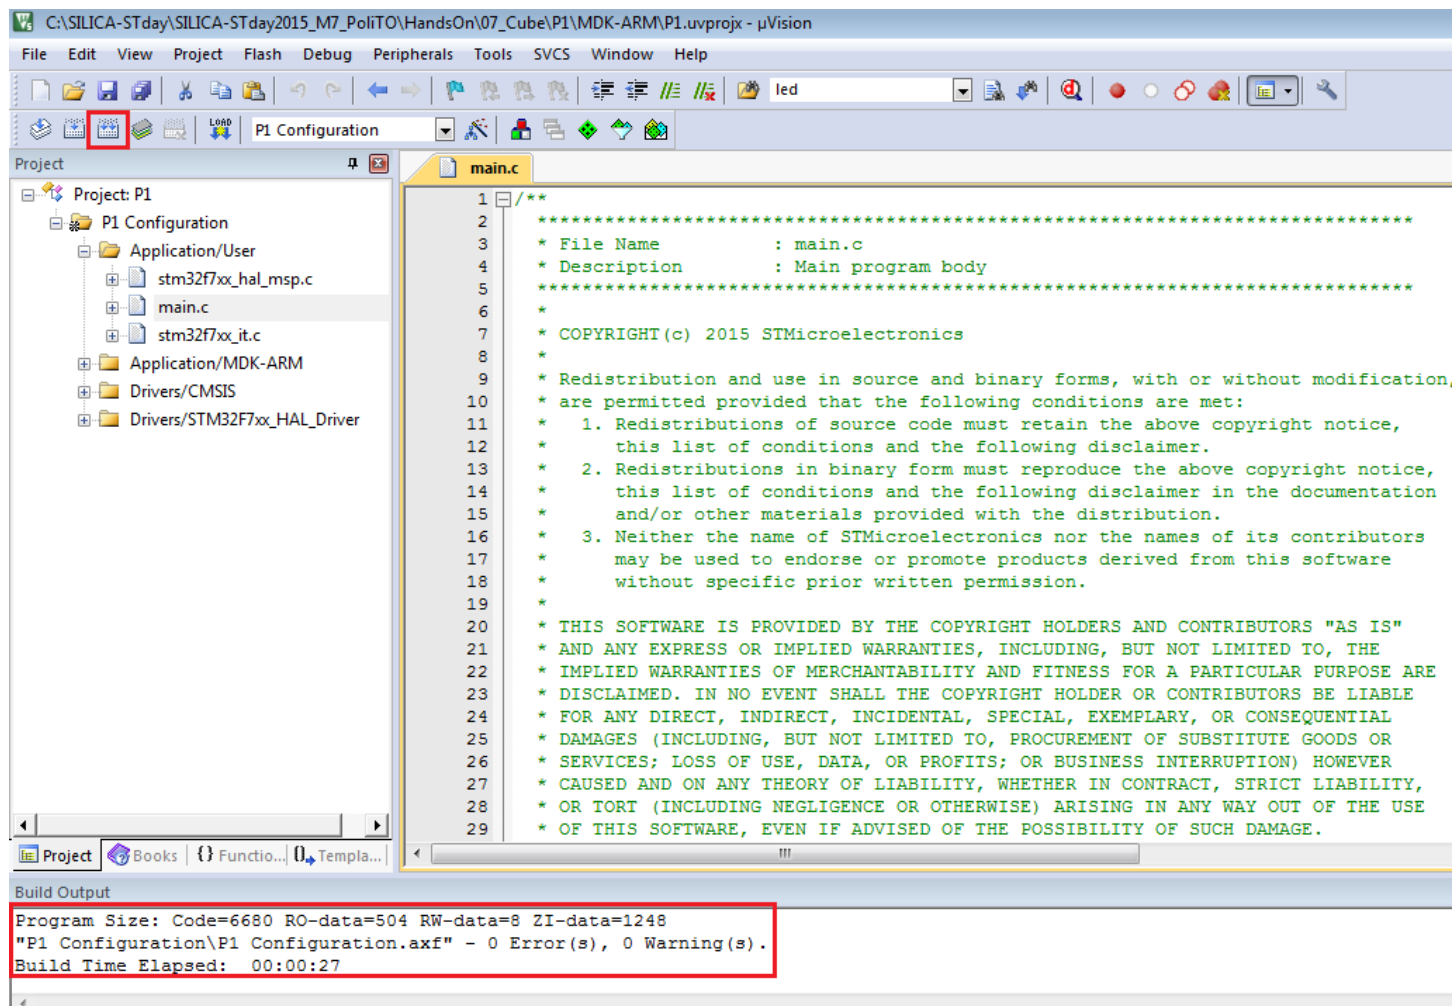 C:\SILICA-STday\SILICA-STday2015_M7_PoliTO\HandsOn\07_Cube\P1\MDK-ARM\P1.uvprojx - µVision
File Edit View Project Flash Debug Peripherals Tools SVCS Window Help
led
LOAD P1 Configuration
Project
main.c
Project: P1
P1 Configuration
Application/User
stm32f7xx_hal_msp.c
main.c
stm32f7xx_it.c
Application/MDK-ARM
Drivers/CMSIS
Drivers/STM32F7xx_HAL_Driver
1 /**
2 ******************************************************************************
3 * File Name : main.c
4 * Description : Main program body
5 ******************************************************************************
6 *
7 * COPYRIGHT(c) 2015 STMicroelectronics
8 *
9 * Redistribution and use in source and binary forms, with or without modification,
10 * are permitted provided that the following conditions are met:
11 * 1. Redistributions of source code must retain the above copyright notice,
12 * this list of conditions and the following disclaimer.
13 * 2. Redistributions in binary form must reproduce the above copyright notice,
14 * this list of conditions and the following disclaimer in the documentation
15 * and/or other materials provided with the distribution.
16 * 3. Neither the name of STMicroelectronics nor the names of its contributors
17 * may be used to endorse or promote products derived from this software
18 * without specific prior written permission.
19 *
20 * THIS SOFTWARE IS PROVIDED BY THE COPYRIGHT HOLDERS AND CONTRIBUTORS "AS IS"
21 * AND ANY EXPRESS OR IMPLIED WARRANTIES, INCLUDING, BUT NOT LIMITED TO, THE
22 * IMPLIED WARRANTIES OF MERCHANTABILITY AND FITNESS FOR A PARTICULAR PURPOSE ARE
23 * DISCLAIMED. IN NO EVENT SHALL THE COPYRIGHT HOLDER OR CONTRIBUTORS BE LIABLE
24 * FOR ANY DIRECT, INDIRECT, INCIDENTAL, SPECIAL, EXEMPLARY, OR CONSEQUENTIAL
25 * DAMAGES (INCLUDING, BUT NOT LIMITED TO, PROCUREMENT OF SUBSTITUTE GOODS OR
26 * SERVICES; LOSS OF USE, DATA, OR PROFITS; OR BUSINESS INTERRUPTION) HOWEVER
27 * CAUSED AND ON ANY THEORY OF LIABILITY, WHETHER IN CONTRACT, STRICT LIABILITY,
28 * OR TORT (INCLUDING NEGLIGENCE OR OTHERWISE) ARISING IN ANY WAY OUT OF THE USE
29 * OF THIS SOFTWARE, EVEN IF ADVISED OF THE POSSIBILITY OF SUCH DAMAGE.
Project Books {} Functio... Templa...
Build Output
Program Size: Code=6680 RO-data=504 RW-data=8 ZI-data=1248
"P1 Configuration\P1 Configuration.axf" - 0 Error(s), 0 Warning(s).
Build Time Elapsed: 00:00:27